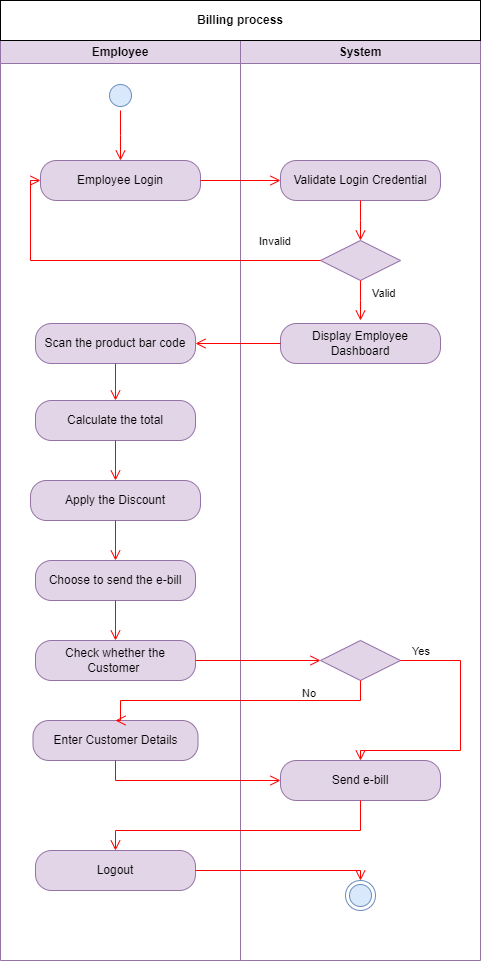 Billing process
Employee
System
Employee Login
Validate Login Credential
Invalid
Valid
Scan the product bar code
Display Employee
Dashboard
Calculate the total
Apply the Discount
Choose to send the e-bill
Check whether the
Customer
Yes
No
Enter Customer Details
Send e-bill
Logout